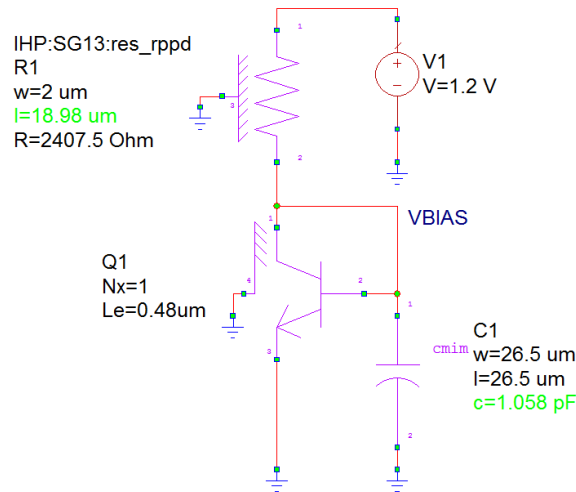 IHP:SG13:res_rppd
R1
w=2 um
l=18.98 um
R=2407.5 Ohm
1
3
2
V1
V=1.2 V
+
−
VBIAS
Q1
Nx=1
Le=0.48um
1
4
2
3
cmim
1
2
C1
w=26.5 um
l=26.5 um
c=1.058 pF